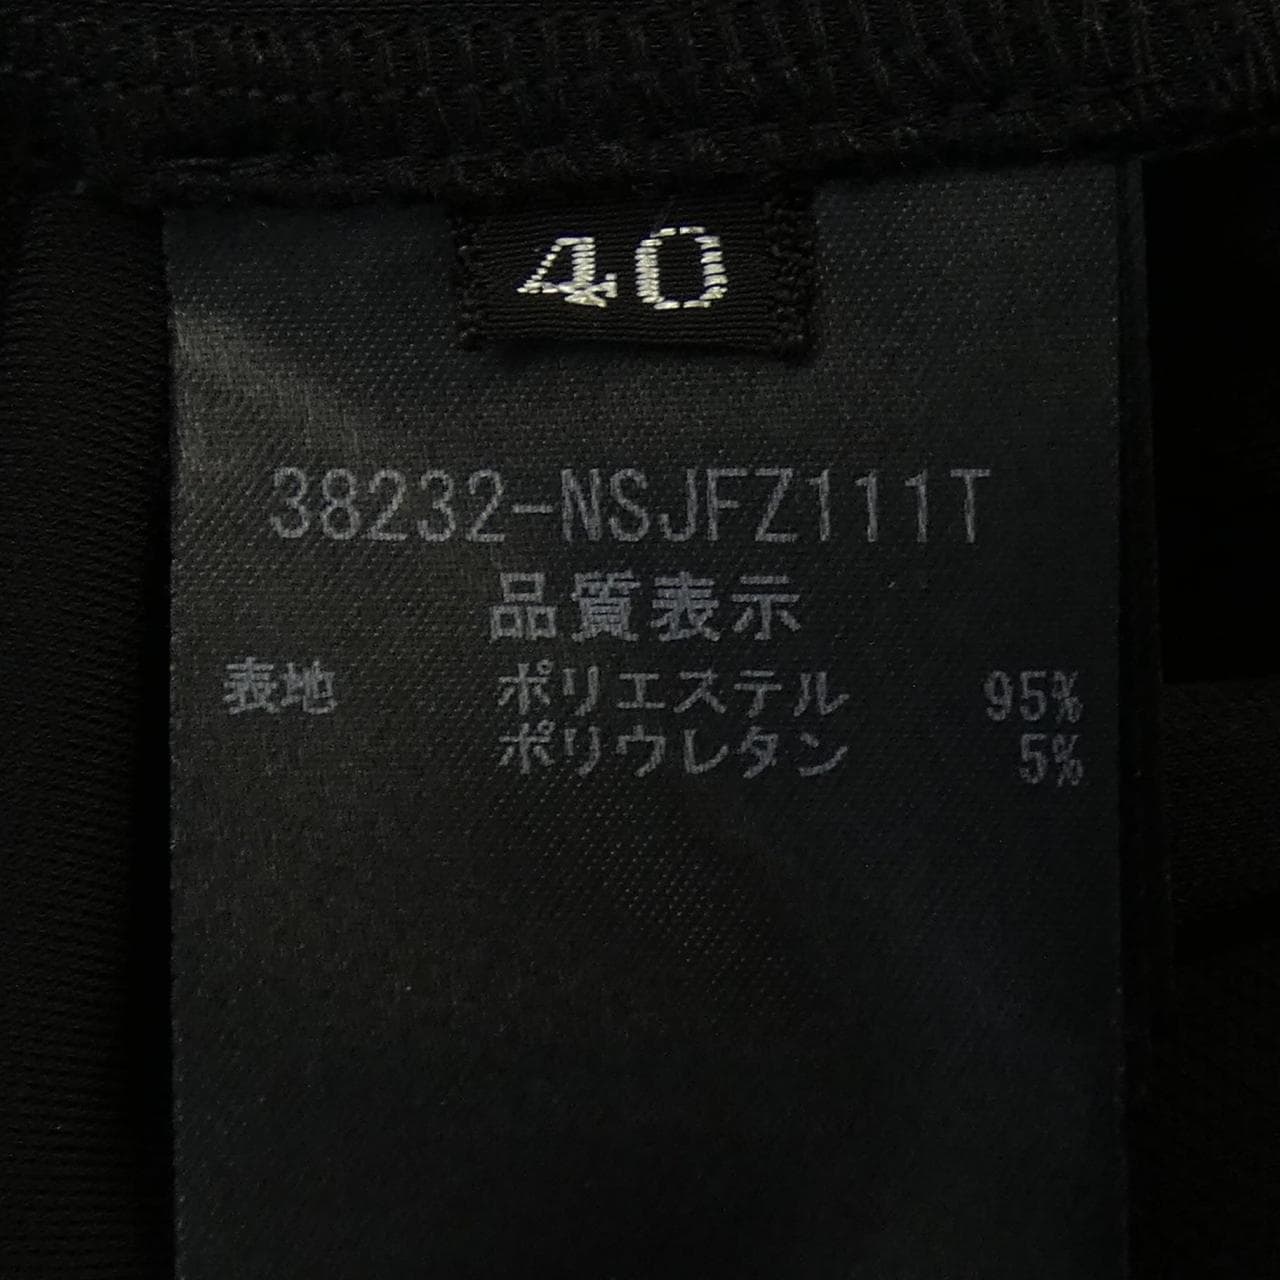 40
38232-NSJFZ111T
品質表示
表地 ポリエステル 95%
ポリウレタン 5%